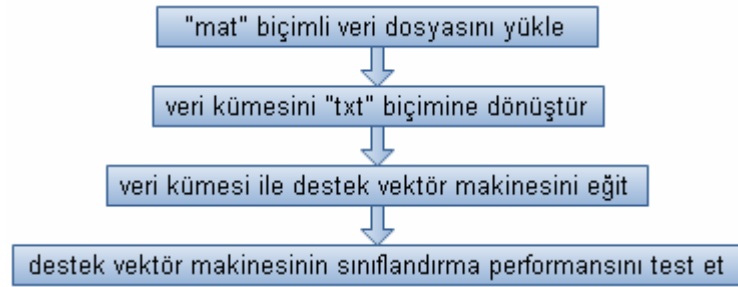 "mat" biçimli veri dosyasını yükle
veri kümesini "txt" biçimine dönüştür
veri kümesi ile destek vektör makinesini eğit
destek vektör makinesinin sınıflandırma performansını test et